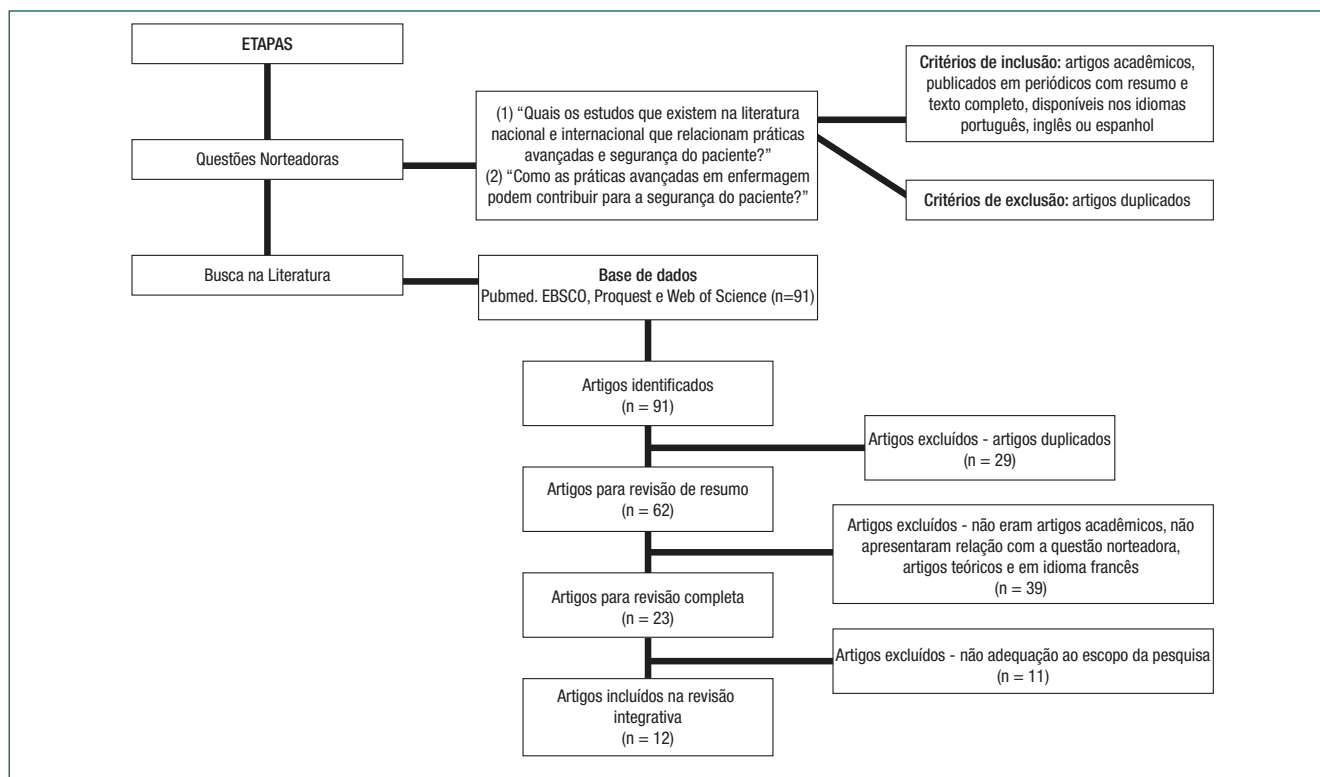 ETAPAS
Questões Norteadoras
(1) “Quais os estudos que existem na literatura
nacional e internacional que relacionam práticas
avançadas e segurança do paciente?”
(2) “Como as práticas avançadas em enfermagem
podem contribuir para a segurança do paciente?”
Critérios de inclusão: artigos acadêmicos,
publicados em periódicos com resumo e
texto completo, disponíveis nos idiomas
português, inglês ou espanhol
Critérios de exclusão: artigos duplicados
Busca na Literatura
Base de dados
Pubmed. EBSCO, Proquest e Web of Science (n=91)
Artigos identificados
(n = 91)
Artigos excluídos - artigos duplicados
(n = 29)
Artigos para revisão de resumo
(n = 62)
Artigos excluídos - não eram artigos acadêmicos, não
apresentaram relação com a questão norteadora,
artigos teóricos e em idioma francês
(n = 39)
Artigos para revisão completa
(n = 23)
Artigos excluídos - não adequação ao escopo da pesquisa
(n = 11)
Artigos incluídos na revisão
integrativa
(n = 12)